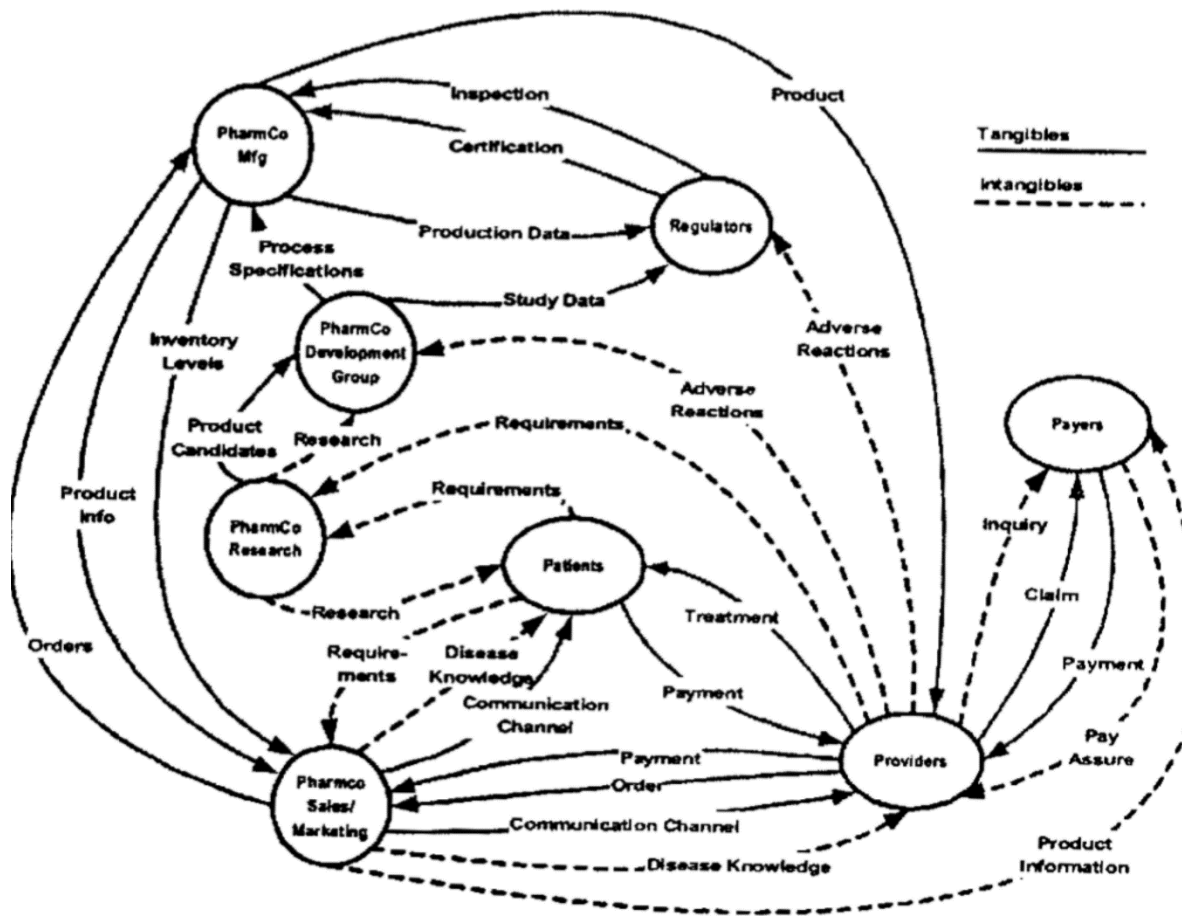 Product
Inspection
PharmCo
Mfg
Certification
Tangibles
Intangibles
Regulators
Production Data
Process
Specifications
Study Data
PharmCo
Development
Group
Adverse
Reactions
Inventory
Levels
Adverse
Reactions
Payers
Product
Candidates
Research
Requirements
Requirements
Product
Info
PharmCo
Research
Inquiry
Patients
Research
Treatment
Claim
Orders
Require-
ments
Disease
Knowledge
Communication
Channel
Payment
Payment
Pay
Assure
Payment
Order
Providers
Pharmco
Sales/
Marketing
Communication Channel
Disease Knowledge
Product
Information